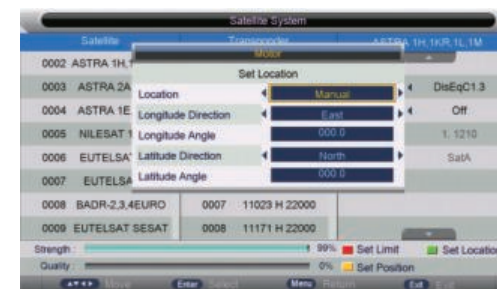 Satellite System
Satellite Transponder ASTRA 1H,1KR,1L,1M
Motor
Set Location
Location Manual
Longitude Direction East
Longitude Angle 000.0
Latitude Direction North
Latitude Angle 000.0
0002 ASTRA 1H,1
0003 ASTRA 2A DisEqC1.3
0004 ASTRA 1E Off
0005 NILESAT 1 1. 1210
0006 EUTELSA SatA
0007 EUTELSA
0008 BADR-2,3,4EURO 0007 11023 H 22000
0009 EUTELSAT SESAT 0008 11171 H 22000
Strength: 99% Set Limit Set Location
Quality: 0% Set Position
Move Enter Select Menu Return Exit Exit